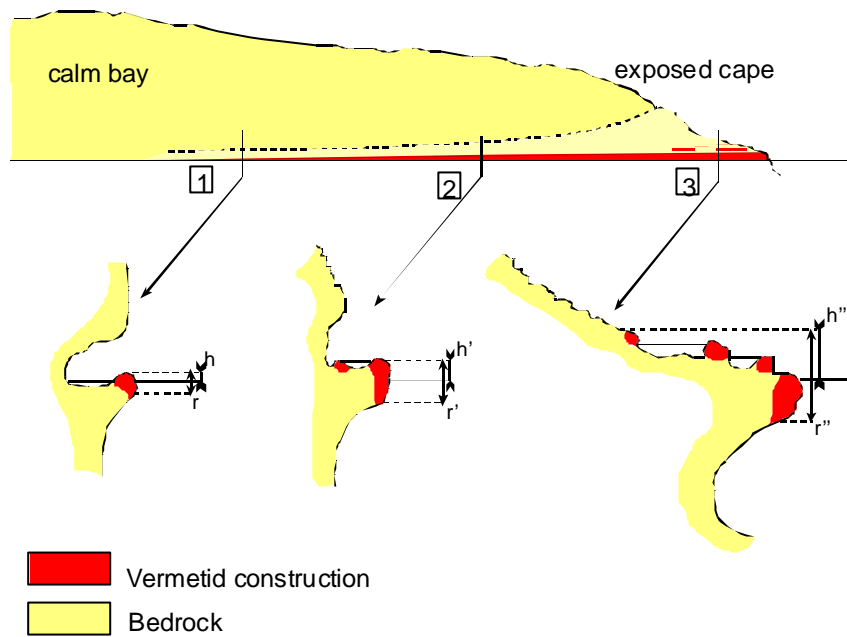 calm bay
exposed cape
1
2
3
h
r
h’
r’
h’’
r’’
Vermetid construction
Bedrock